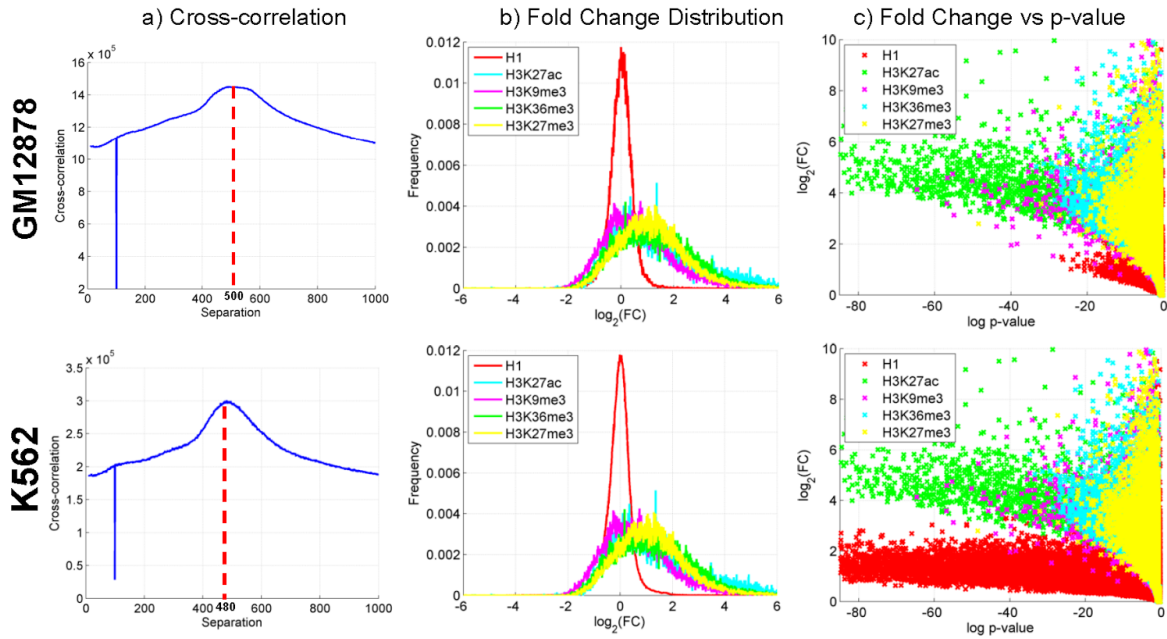 a) Cross-correlation
b) Fold Change Distribution
c) Fold Change vs p-value
GM12878
x 10⁵
16
14
12
10
8
6
4
2
Cross-correlation
0 200 400 500 600 800 1000
Separation
0.012
0.01
0.008
0.006
0.004
0.002
0
Frequency
H1
H3K27ac
H3K9me3
H3K36me3
H3K27me3
-6 -4 -2 0 2 4 6
log₂(FC)
10
8
6
4
2
0
log₂(FC)
H1
H3K27ac
H3K9me3
H3K36me3
H3K27me3
-80 -60 -40 -20 0
log p-value
K562
x 10⁵
3.5
3
2.5
2
1.5
1
0.5
0
Cross-correlation
0 200 400 480 600 800 1000
Separation
0.012
0.01
0.008
0.006
0.004
0.002
0
Frequency
H1
H3K27ac
H3K9me3
H3K36me3
H3K27me3
-6 -4 -2 0 2 4 6
log₂(FC)
10
8
6
4
2
0
log₂(FC)
H1
H3K27ac
H3K9me3
H3K36me3
H3K27me3
-80 -60 -40 -20 0
log p-value